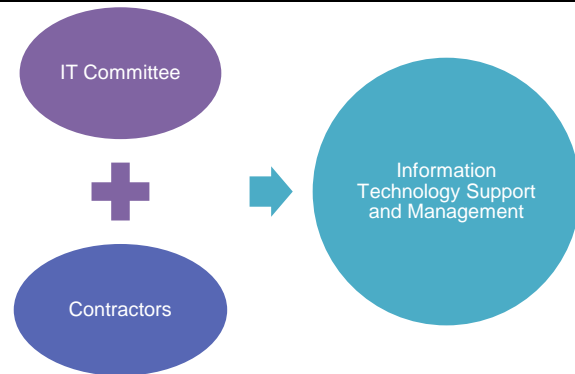 IT Committee
Contractors
Information
Technology Support
and Management